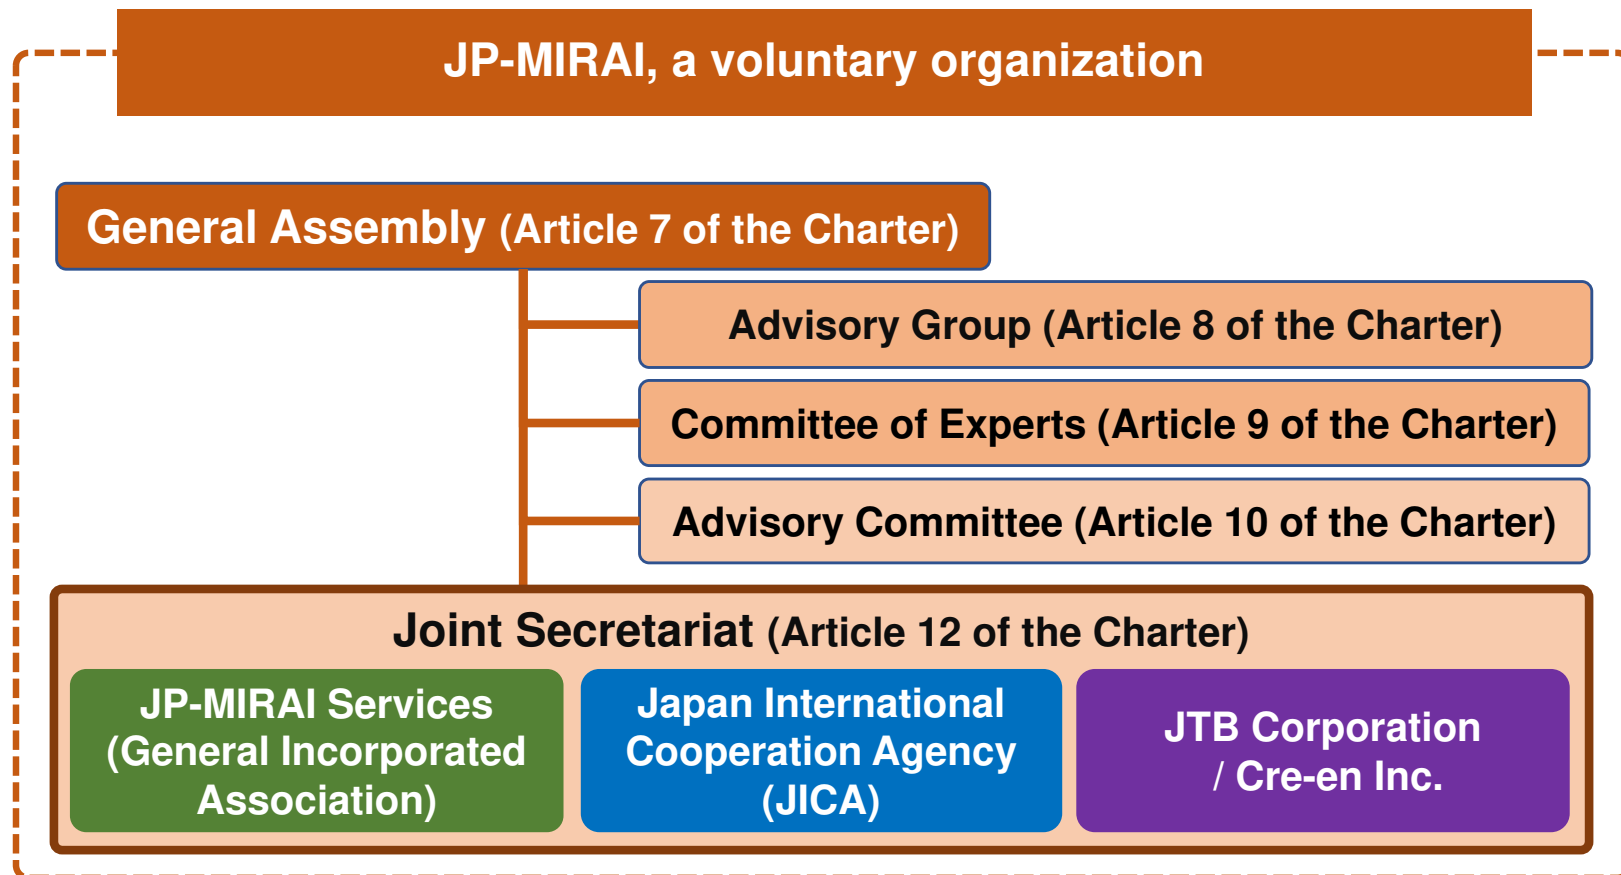 JP-MIRAI, a voluntary organization
General Assembly (Article 7 of the Charter)
Advisory Group (Article 8 of the Charter)
Committee of Experts (Article 9 of the Charter)
Advisory Committee (Article 10 of the Charter)
Joint Secretariat (Article 12 of the Charter)
JP-MIRAI Services
(General Incorporated
Association)
Japan International
Cooperation Agency
(JICA)
JTB Corporation
/ Cre-en Inc.